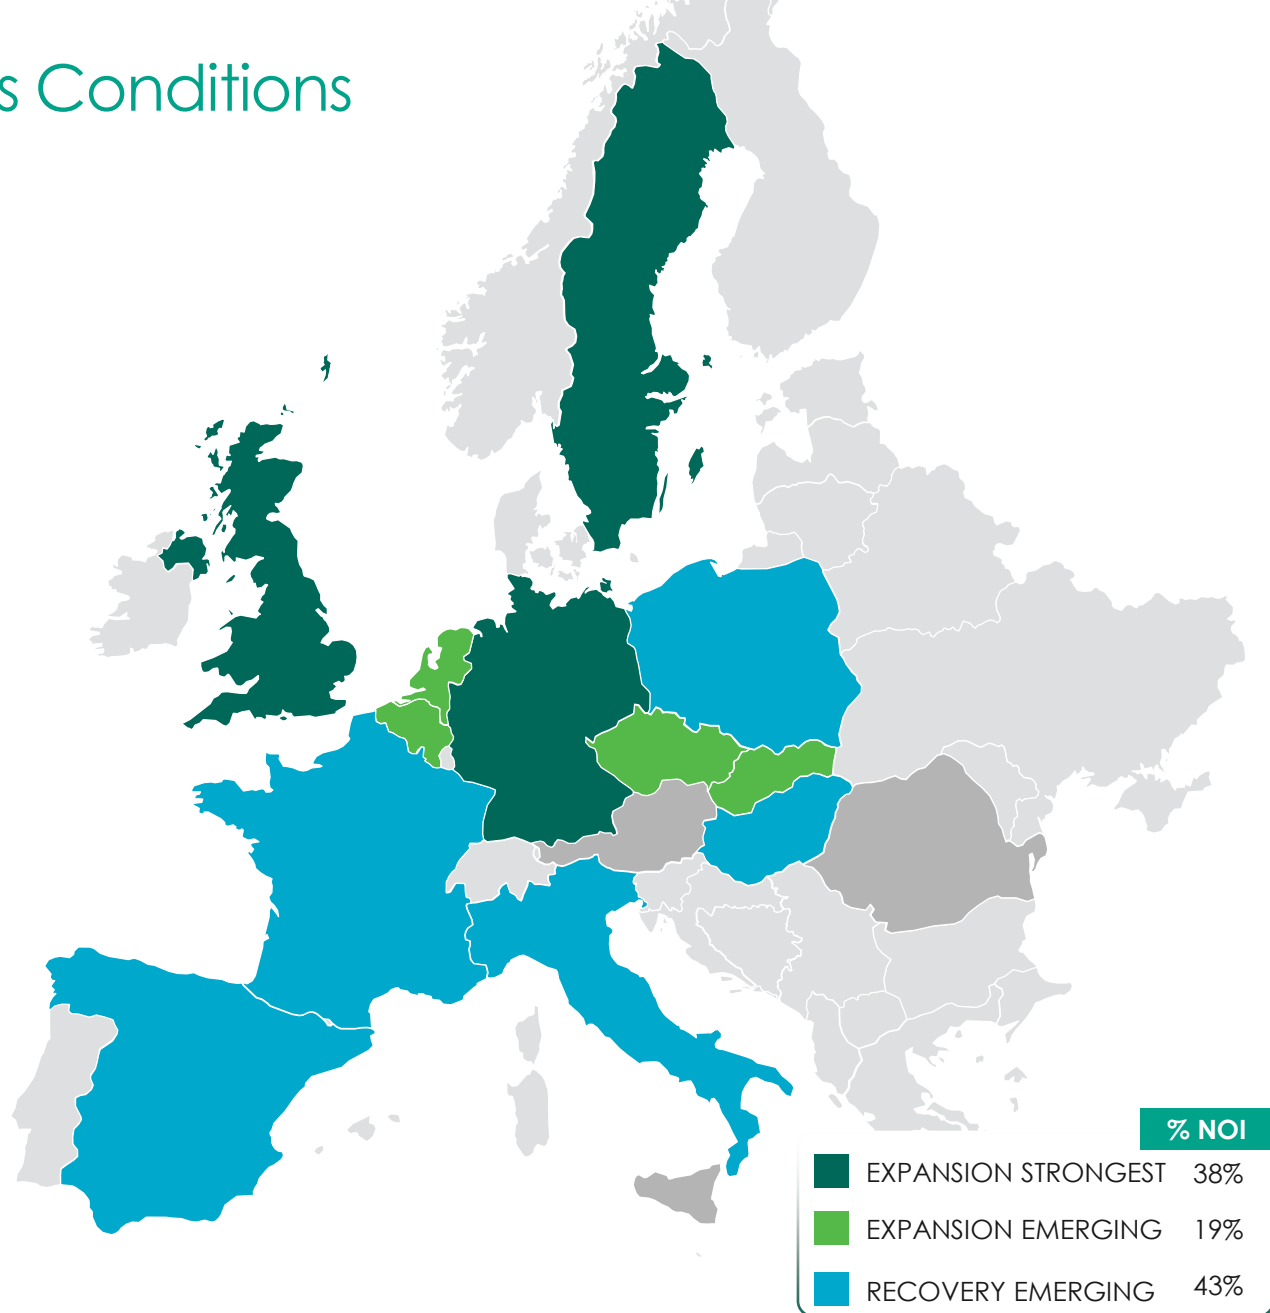 s Conditions
% NOI
EXPANSION STRONGEST 38%
EXPANSION EMERGING 19%
RECOVERY EMERGING 43%